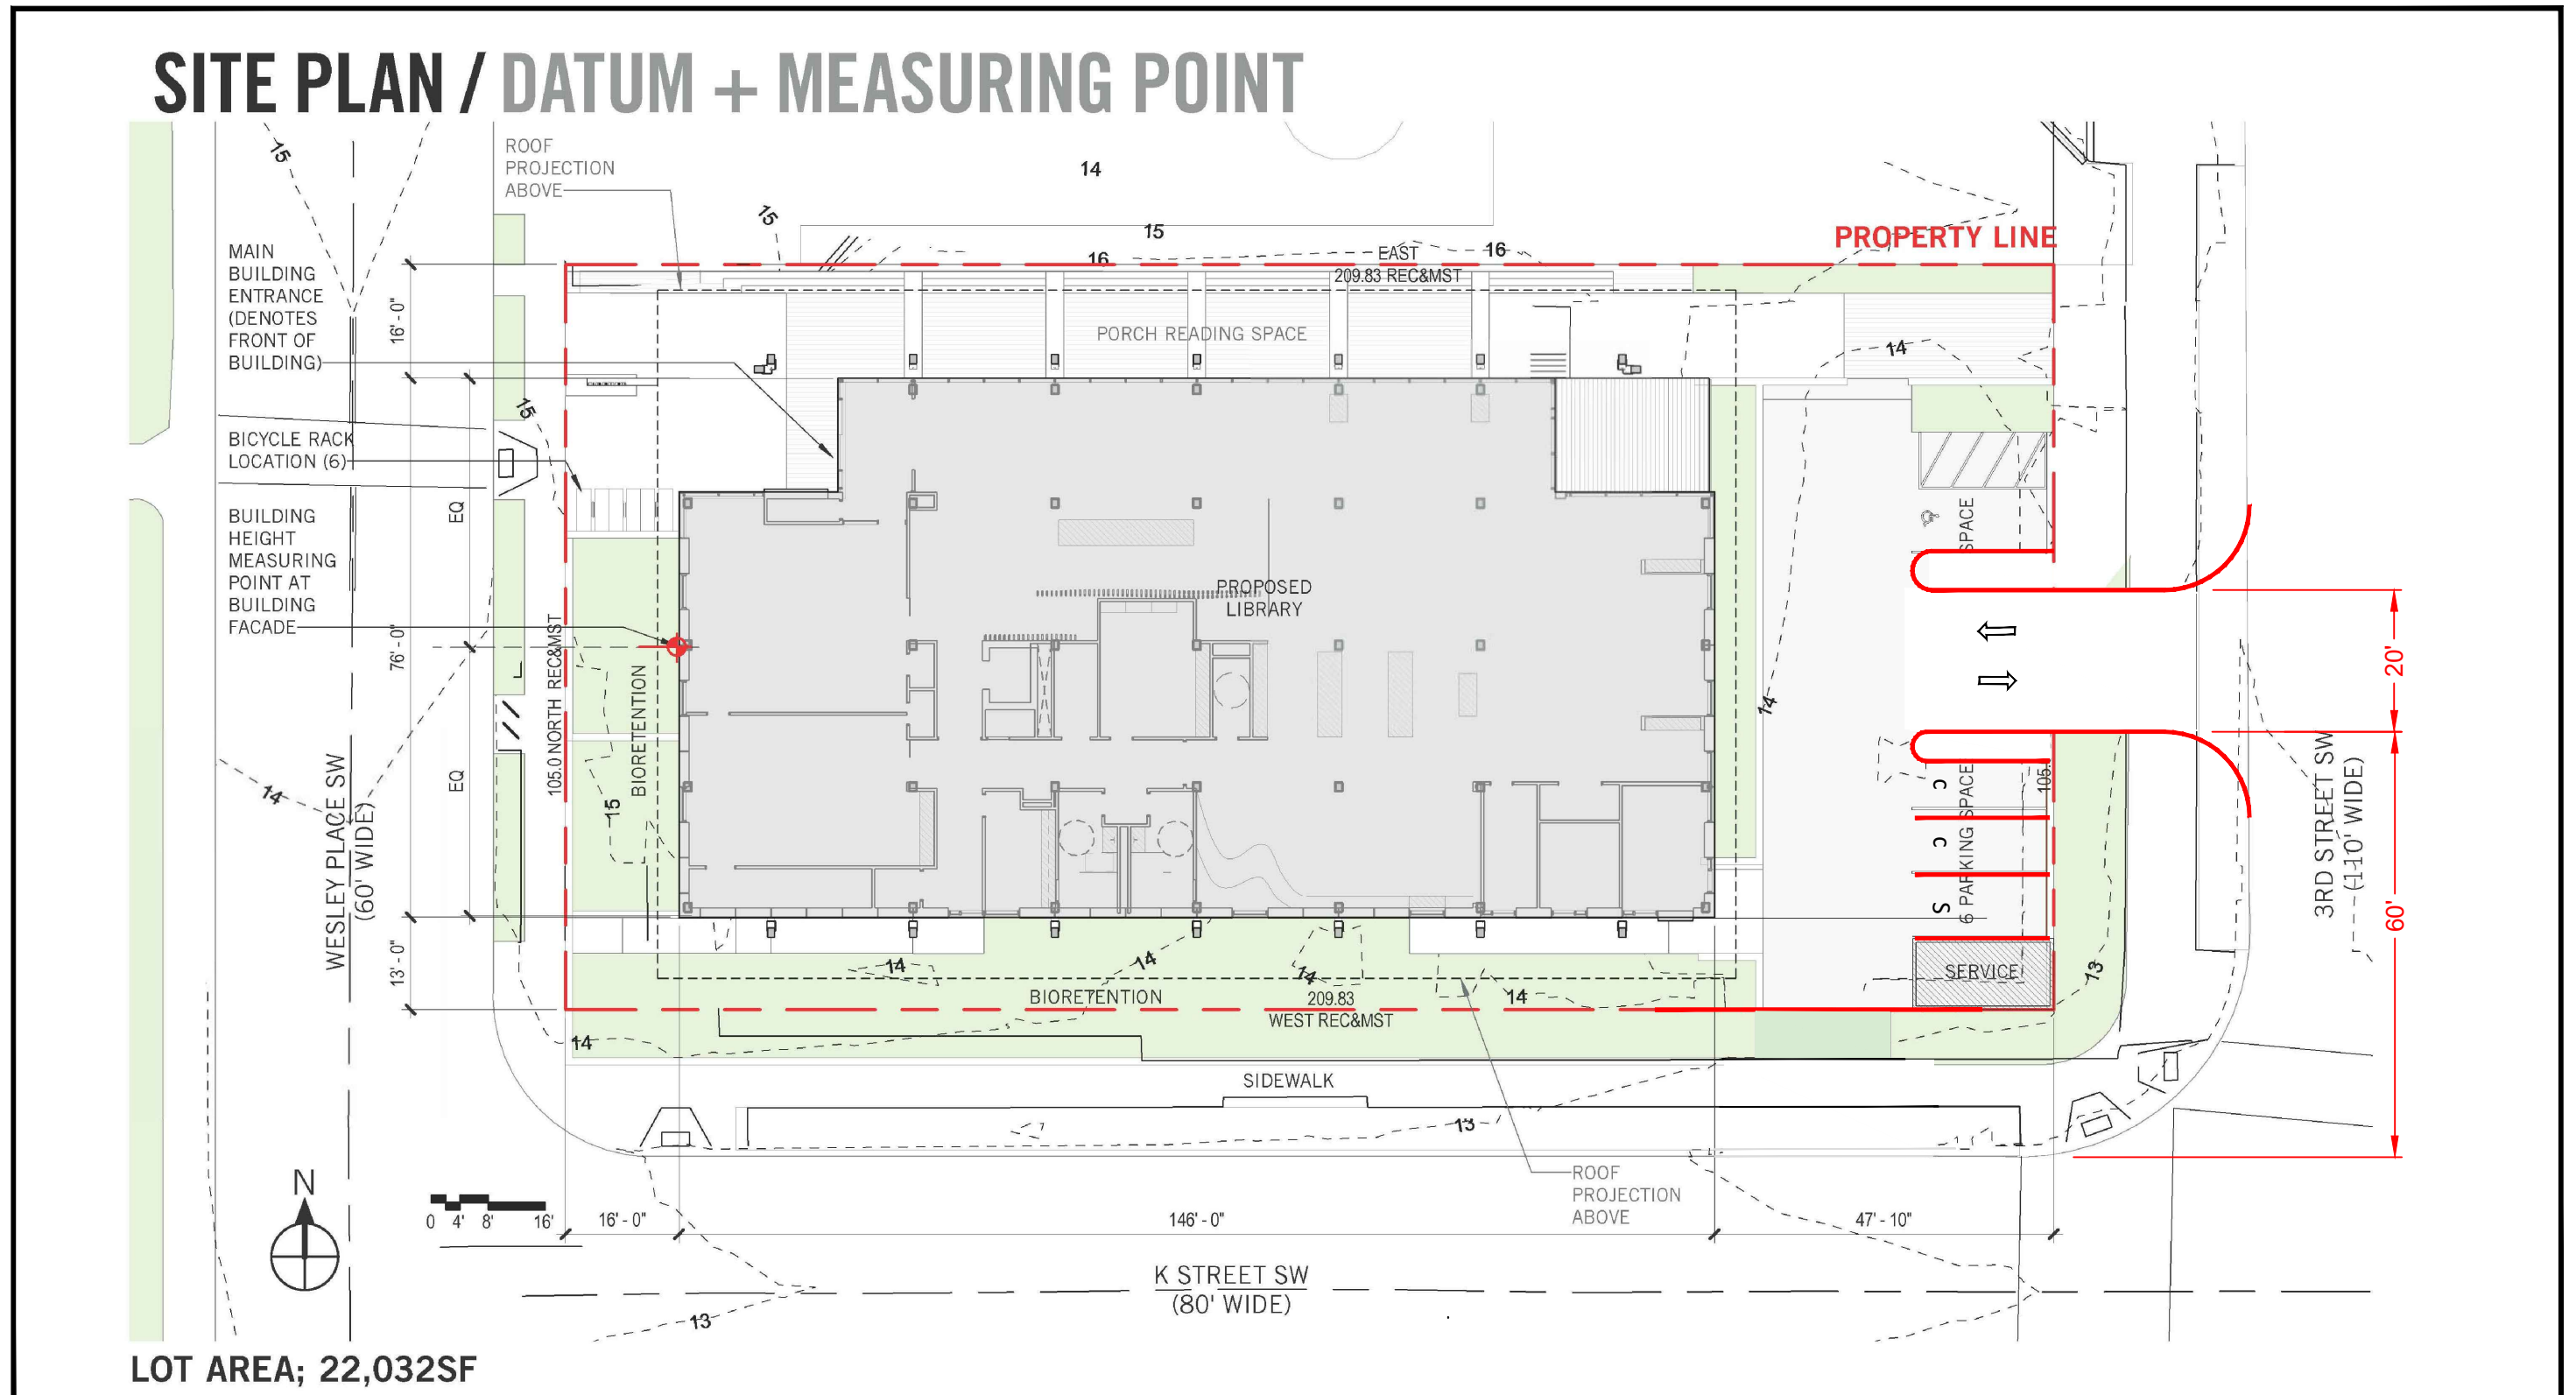 SITE PLAN / DATUM + MEASURING POINT
ROOF
PROJECTION
ABOVE
15
14
15
15
16
EAST
16
209.83 REC&MST
PROPERTY LINE
MAIN
BUILDING
ENTRANCE
(DENOTES
FRONT OF
BUILDING)
16' - 0"
PORCH READING SPACE
14
15
BICYCLE RACK
LOCATION (6)
EQ
BUILDING
HEIGHT
MEASURING
POINT AT
BUILDING
FACADE
SPACE
PROPOSED
LIBRARY
76' - 0"
105.0 NORTH REC&MST
BIORETENTION
14
20'
EQ
15
14
WESLEY PLACE SW
(60' WIDE)
C
C
S
6 PARKING SPACE
105.
3RD STREET SW
(110' WIDE)
60'
13' - 0"
14
14
14
14
SERVICE
13
BIORETENTION
209.83
WEST REC&MST
14
SIDEWALK
13
ROOF
PROJECTION
ABOVE
N
0 4' 8' 16'
16' - 0"
146' - 0"
47' - 10"
K STREET SW
(80' WIDE)
13
LOT AREA; 22,032SF